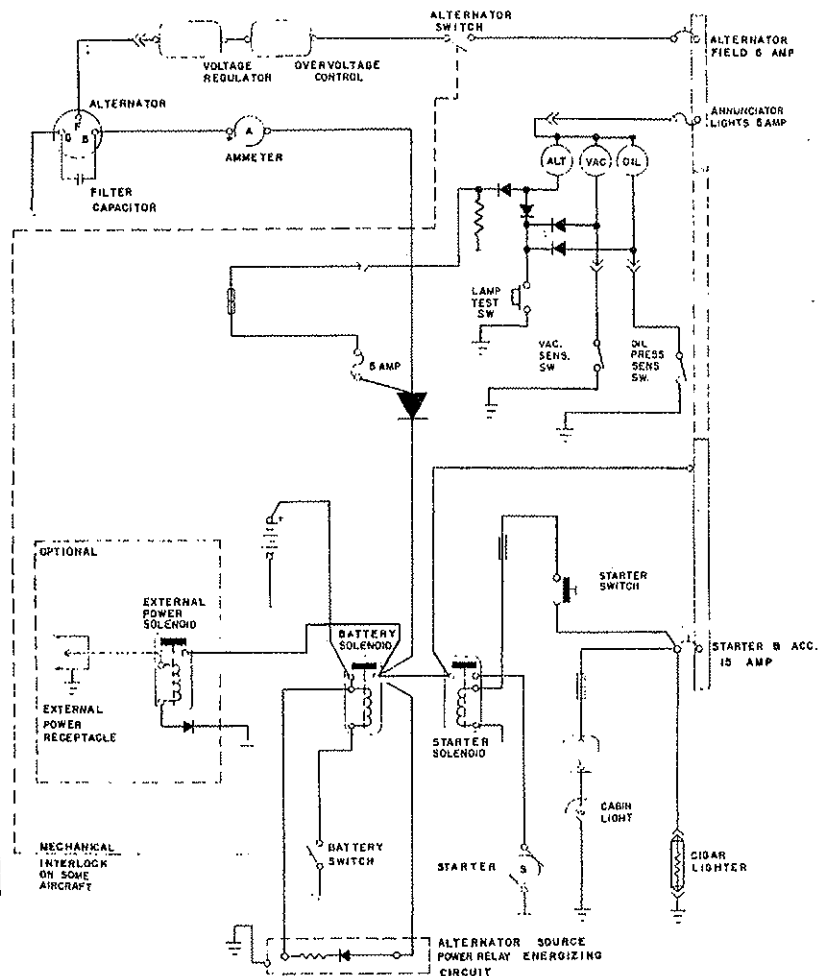 ALTERNATOR
SWITCH
ALTERNATOR
FIELD 5 AMP
VOLTAGE
REGULATOR
OVERVOLTAGE
CONTROL
ALTERNATOR
F
G
B
A
AMMETER
FILTER
CAPACITOR
ANNUNCIATOR
LIGHTS 5 AMP
ALT
VAC
OIL
LAMP
TEST
SW
VAC.
SENS.
SW
OIL
PRESS
SENS
SW.
5 AMP
+
OPTIONAL
EXTERNAL
POWER
SOLENOID
EXTERNAL
POWER
RECEPTACLE
BATTERY
SOLENOID
STARTER
SOLENOID
STARTER
SWITCH
STARTER & ACC.
15 AMP
CABIN
LIGHT
CIGAR
LIGHTER
BATTERY
SWITCH
STARTER
S
MECHANICAL
INTERLOCK
ON SOME
AIRCRAFT
ALTERNATOR SOURCE
POWER RELAY ENERGIZING
CIRCUIT